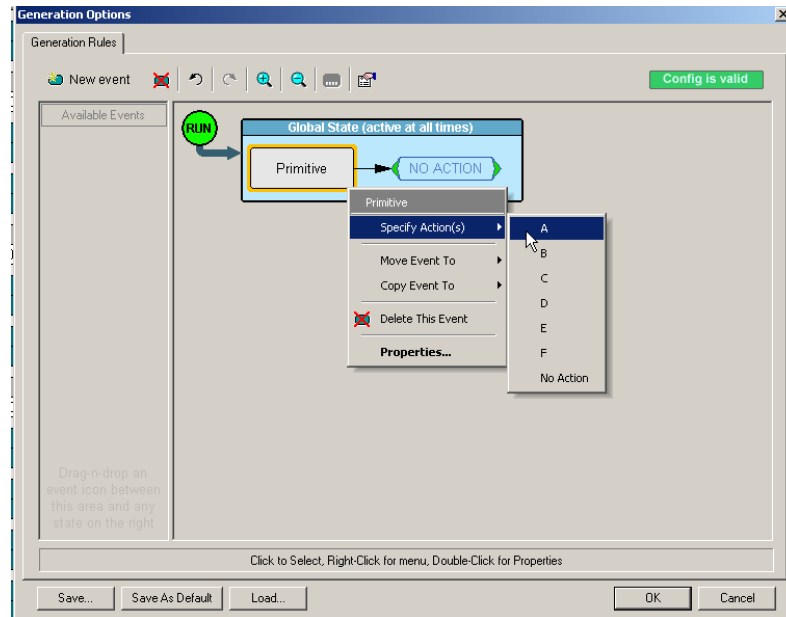 Generation Options
Generation Rules
New event
Config is valid
Available Events
RUN
Global State (active at all times)
Primitive
NO ACTION
Primitive
Specify Action(s)
Move Event To
Copy Event To
Delete This Event
Properties...
A
B
C
D
E
F
No Action
Drag-n-drop an
event icon between
this area and any
state on the right
Click to Select, Right-Click for menu, Double-Click for Properties
Save...
Save As Default
Load...
OK
Cancel